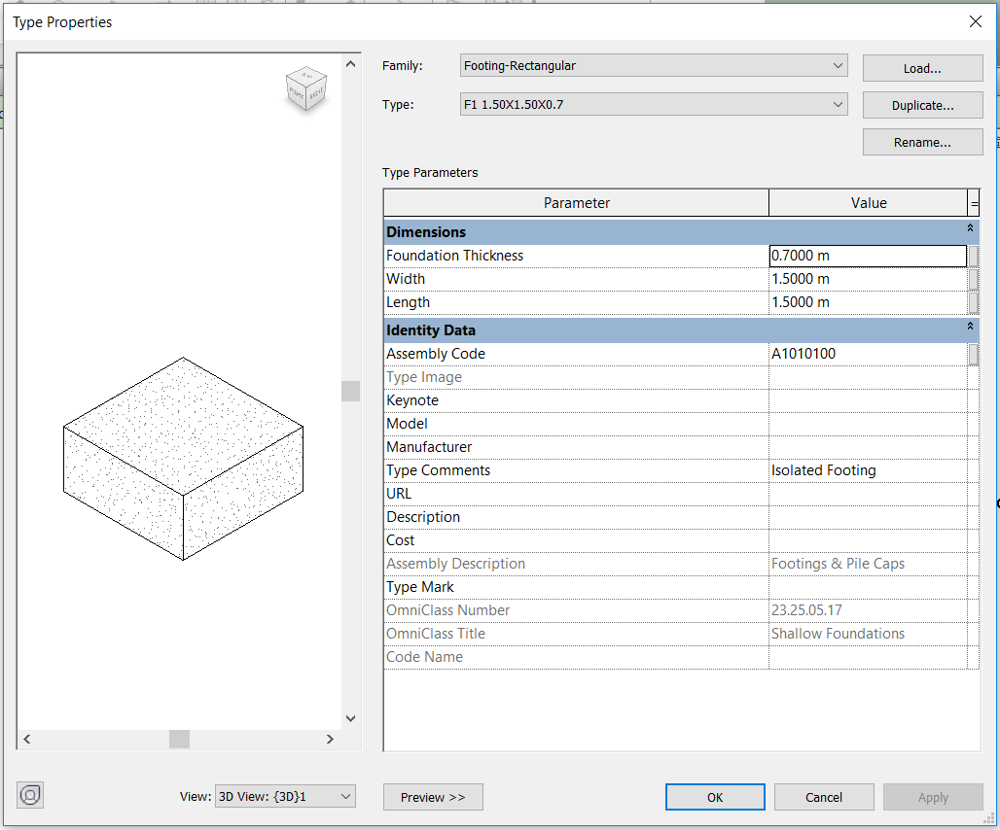 Type Properties
Family: Footing-Rectangular Load...
Type: F1 1.50X1.50X0.7 Duplicate...
Rename...
Type Parameters
Parameter Value =
Dimensions
Foundation Thickness 0.7000 m
Width 1.5000 m
Length 1.5000 m
Identity Data
Assembly Code A1010100
Type Image
Keynote
Model
Manufacturer
Type Comments Isolated Footing
URL
Description
Cost
Assembly Description Footings & Pile Caps
Type Mark
OmniClass Number 23.25.05.17
OmniClass Title Shallow Foundations
Code Name
View: 3D View: {3D}1 Preview >> OK Cancel Apply